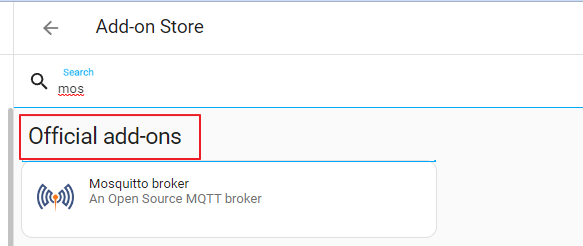 Add-on Store
Search
mos
Official add-ons
Mosquitto broker
An Open Source MQTT broker